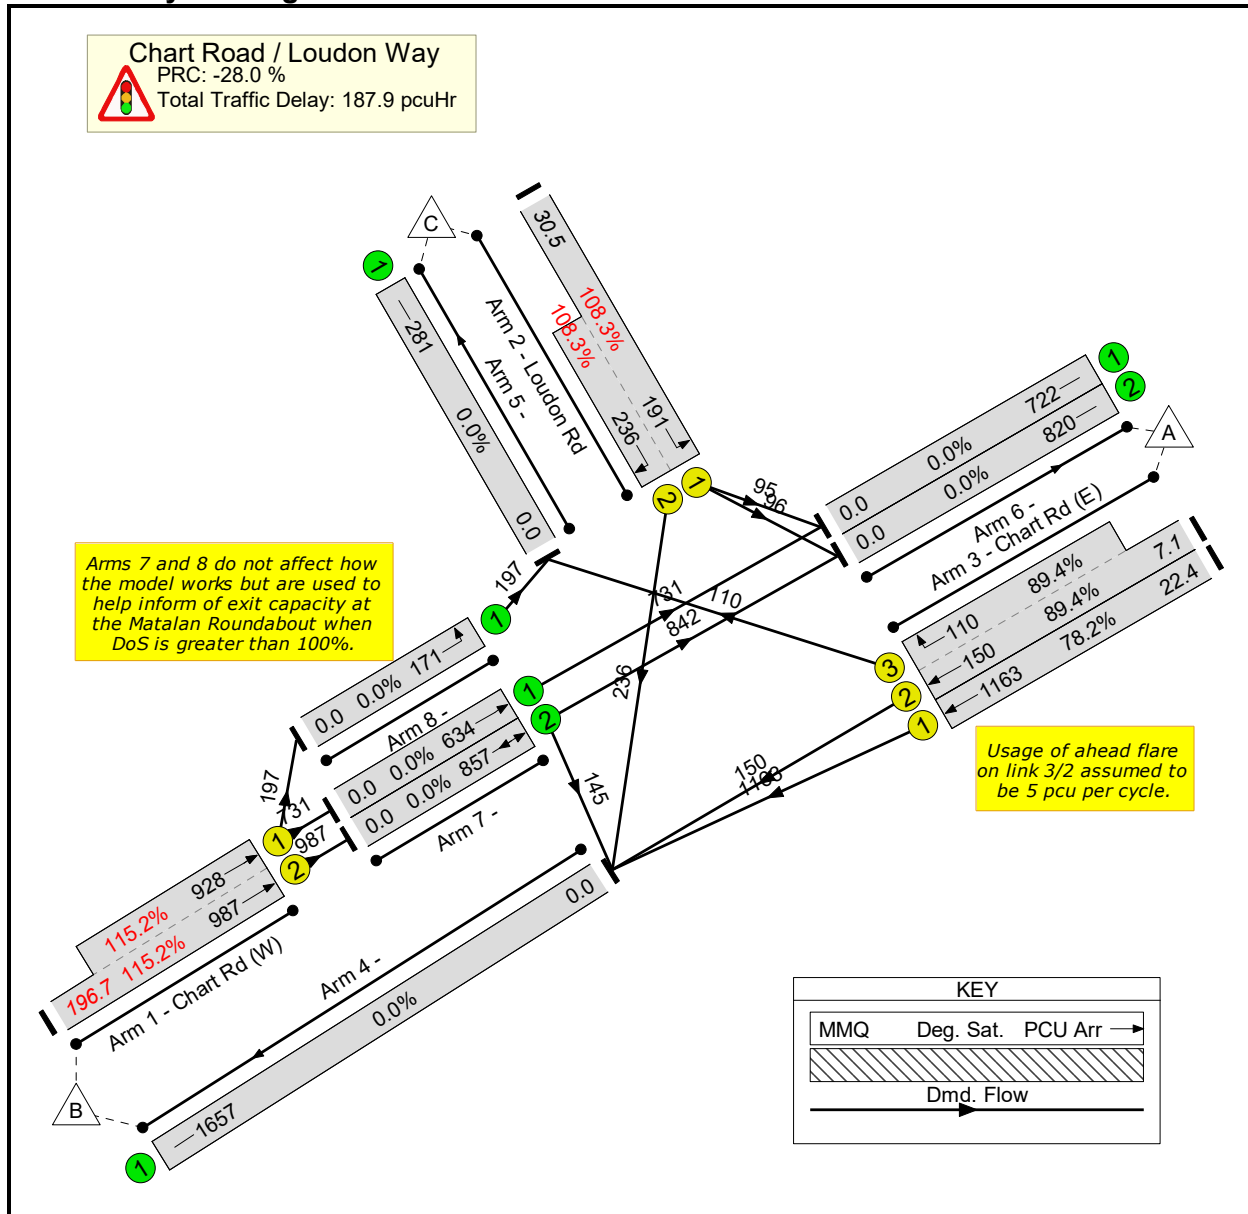 Chart Road / Loudon Way
PRC: -28.0 %
Total Traffic Delay: 187.9 pcuHr
C
30.5
108.3%
108.3%
191
236
1
2
1
281
0.0%
0.0
Arm 2 - Loudon Rd
Arm 5 -
95
96
1
2
722
820
0.0%
0.0%
0.0
0.0
A
Arm 6 -
Arm 3 - Chart Rd (E)
7.1
22.4
89.4%
89.4%
78.2%
110
150
1163
3
2
1
Arms 7 and 8 do not affect how
the model works but are used to
help inform of exit capacity at
the Matalan Roundabout when
DoS is greater than 100%.
197
1
0.0 0.0% 171
Arm 8 -
731
110
842
236
1
2
0.0 0.0% 634
0.0 0.0% 857
Arm 7 -
145
150
1163
Usage of ahead flare
on link 3/2 assumed to
be 5 pcu per cycle.
197
731
987
1
2
115.2% 928
196.7 115.2% 987
Arm 1 - Chart Rd (W)
Arm 4 -
0.0
0.0%
1657
1
B
KEY
MMQ Deg. Sat. PCU Arr
Dmd. Flow